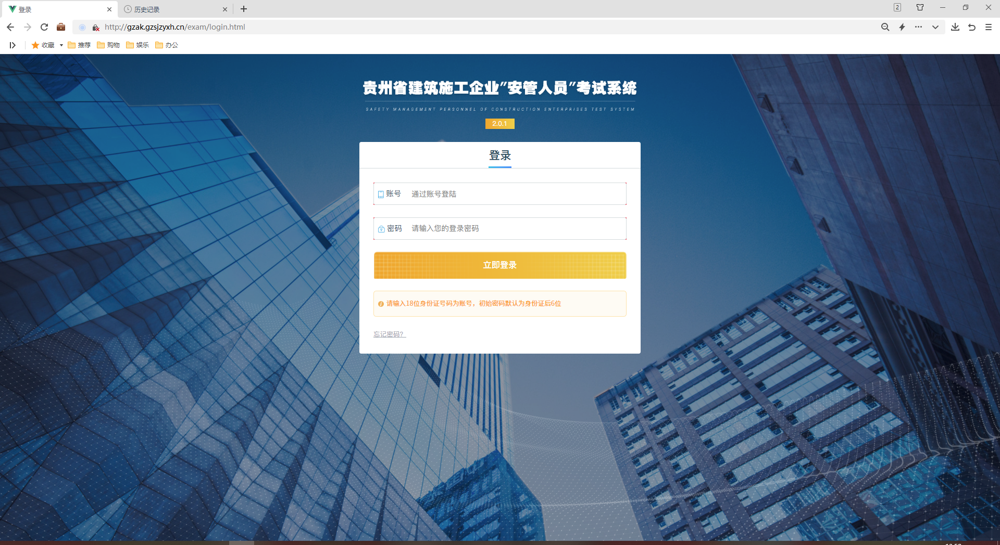 登录
历史记录
2
http://gzak.gzsjzyxh.cn/exam/login.html
收藏 推荐 购物 娱乐 办公
贵州省建筑施工企业"安管人员"考试系统
SAFETY MANAGEMENT PERSONNEL OF CONSTRUCTION ENTERPRISES TEST SYSTEM
2.0.1
登录
账号 通过账号登陆
密码 请输入您的登录密码
立即登录
请输入18位身份证号码为账号，初始密码默认为身份证后6位
忘记密码？